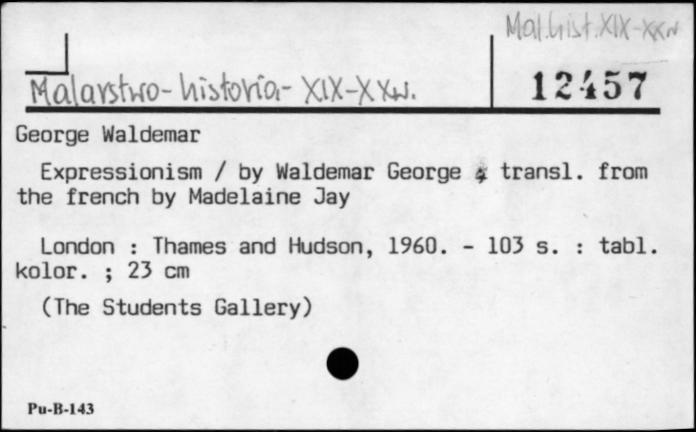 Mal.hist.XIX-XXw
Malarstwo-historia-XIX-XXw. 12457
George Waldemar
Expressionism / by Waldemar George ; transl. from
the french by Madelaine Jay
London : Thames and Hudson, 1960. - 103 s. : tabl.
kolor. ; 23 cm
(The Students Gallery)
Pu-B-143